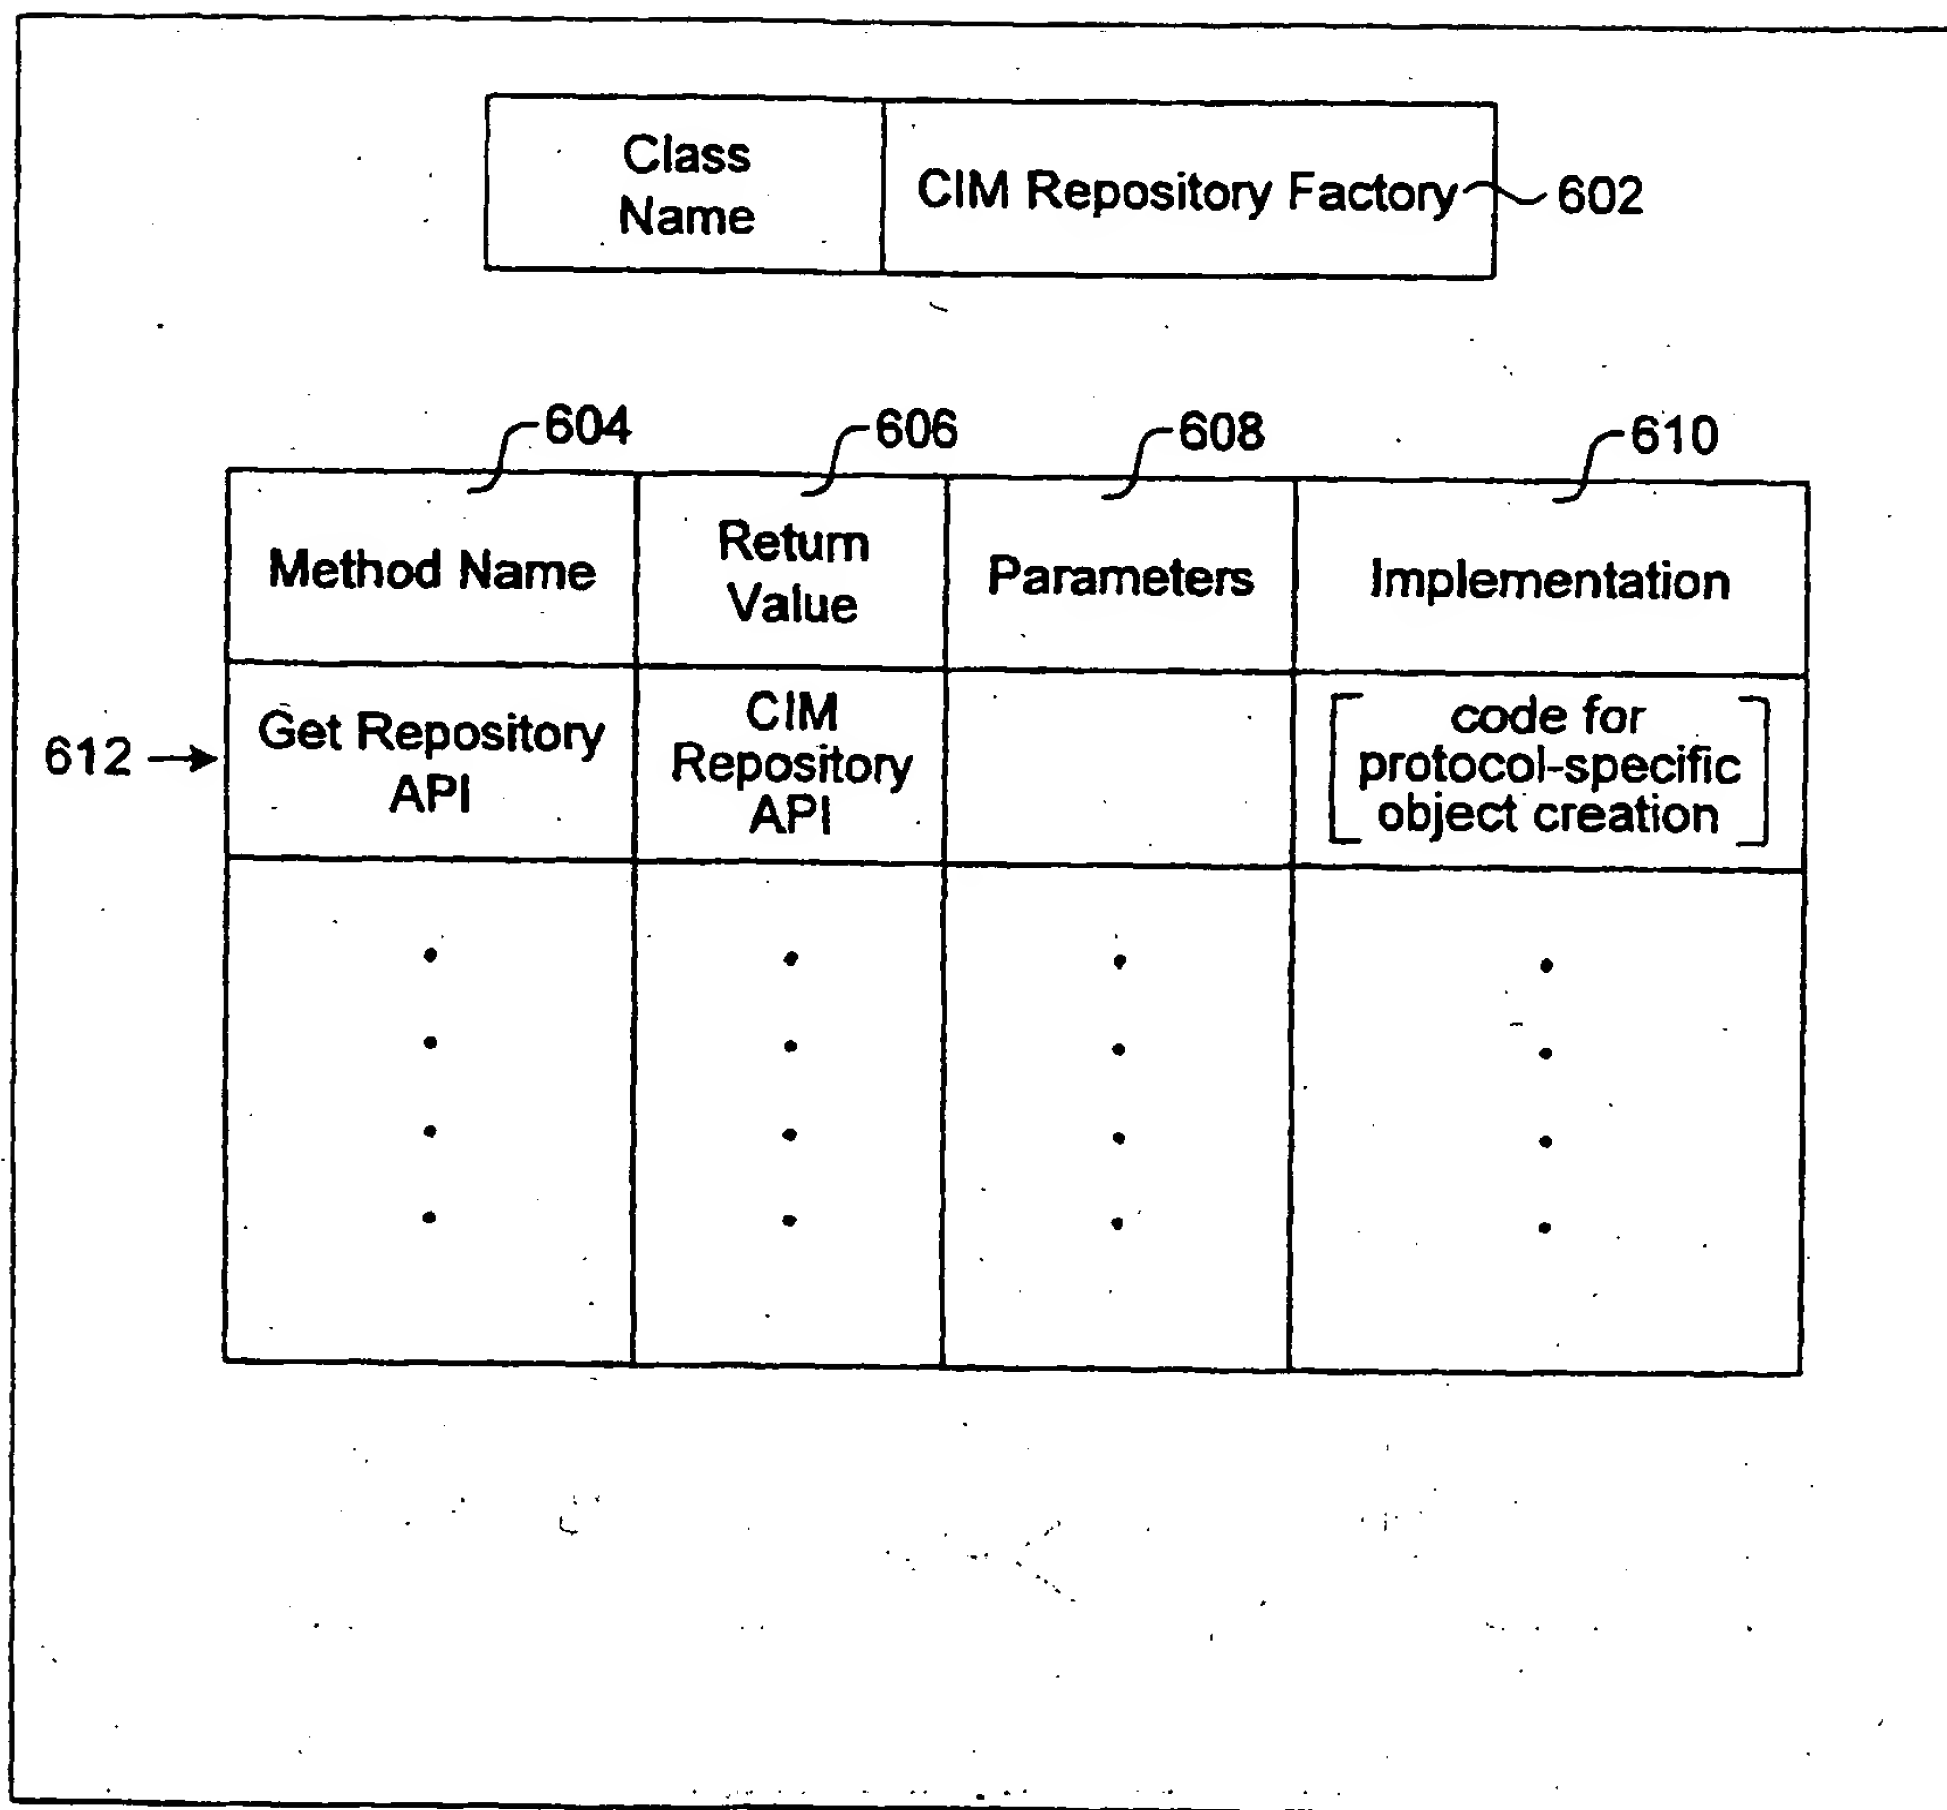 Class
Name
CIM Repository Factory
602
604
606
608
610
Method Name
Return
Value
Parameters
Implementation
612
Get Repository
API
CIM
Repository
API
code for
protocol-specific
object creation